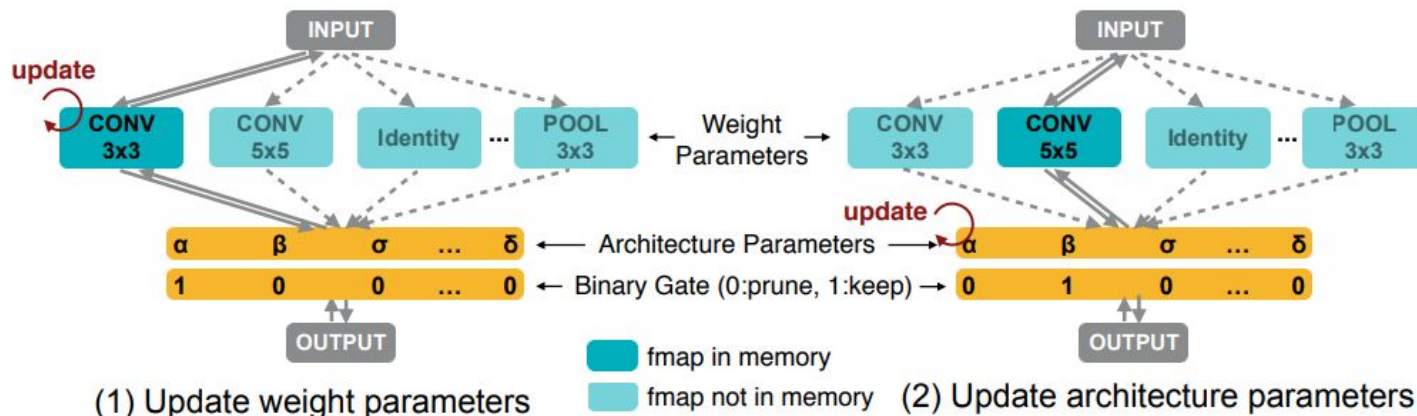 INPUT
update
CONV
3x3
CONV
5x5
Identity
...
POOL
3x3
α β σ ... δ
1 0 0 ... 0
OUTPUT
(1) Update weight parameters
Weight
Parameters
Architecture Parameters
Binary Gate (0:prune, 1:keep)
fmap in memory
fmap not in memory
INPUT
CONV
3x3
CONV
5x5
Identity
...
POOL
3x3
update
α β σ ... δ
0 1 0 ... 0
OUTPUT
(2) Update architecture parameters